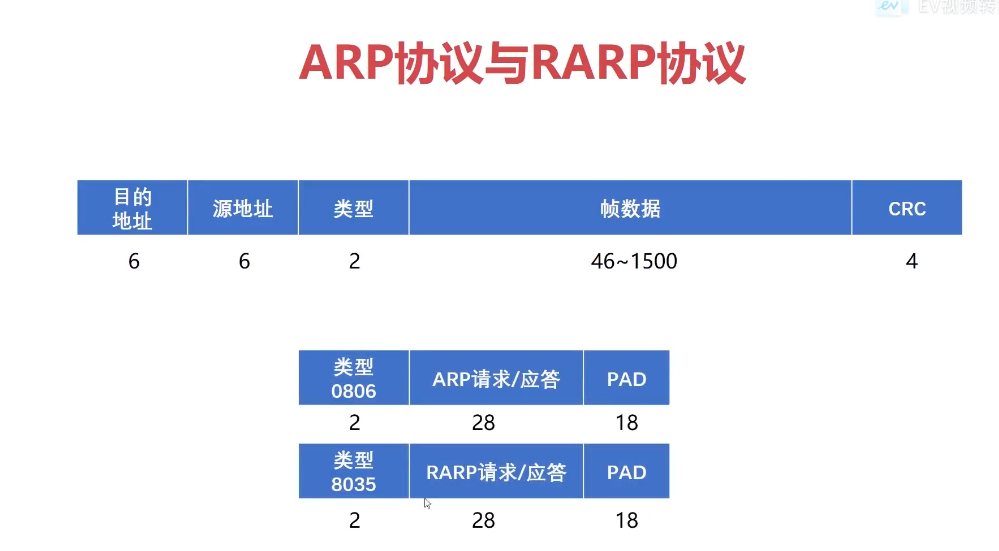 EV视频转
ARP协议与RARP协议
目的
地址
源地址
类型
帧数据
CRC
6
6
2
46~1500
4
类型
0806
ARP请求/应答
PAD
2
28
18
类型
8035
RARP请求/应答
PAD
2
28
18